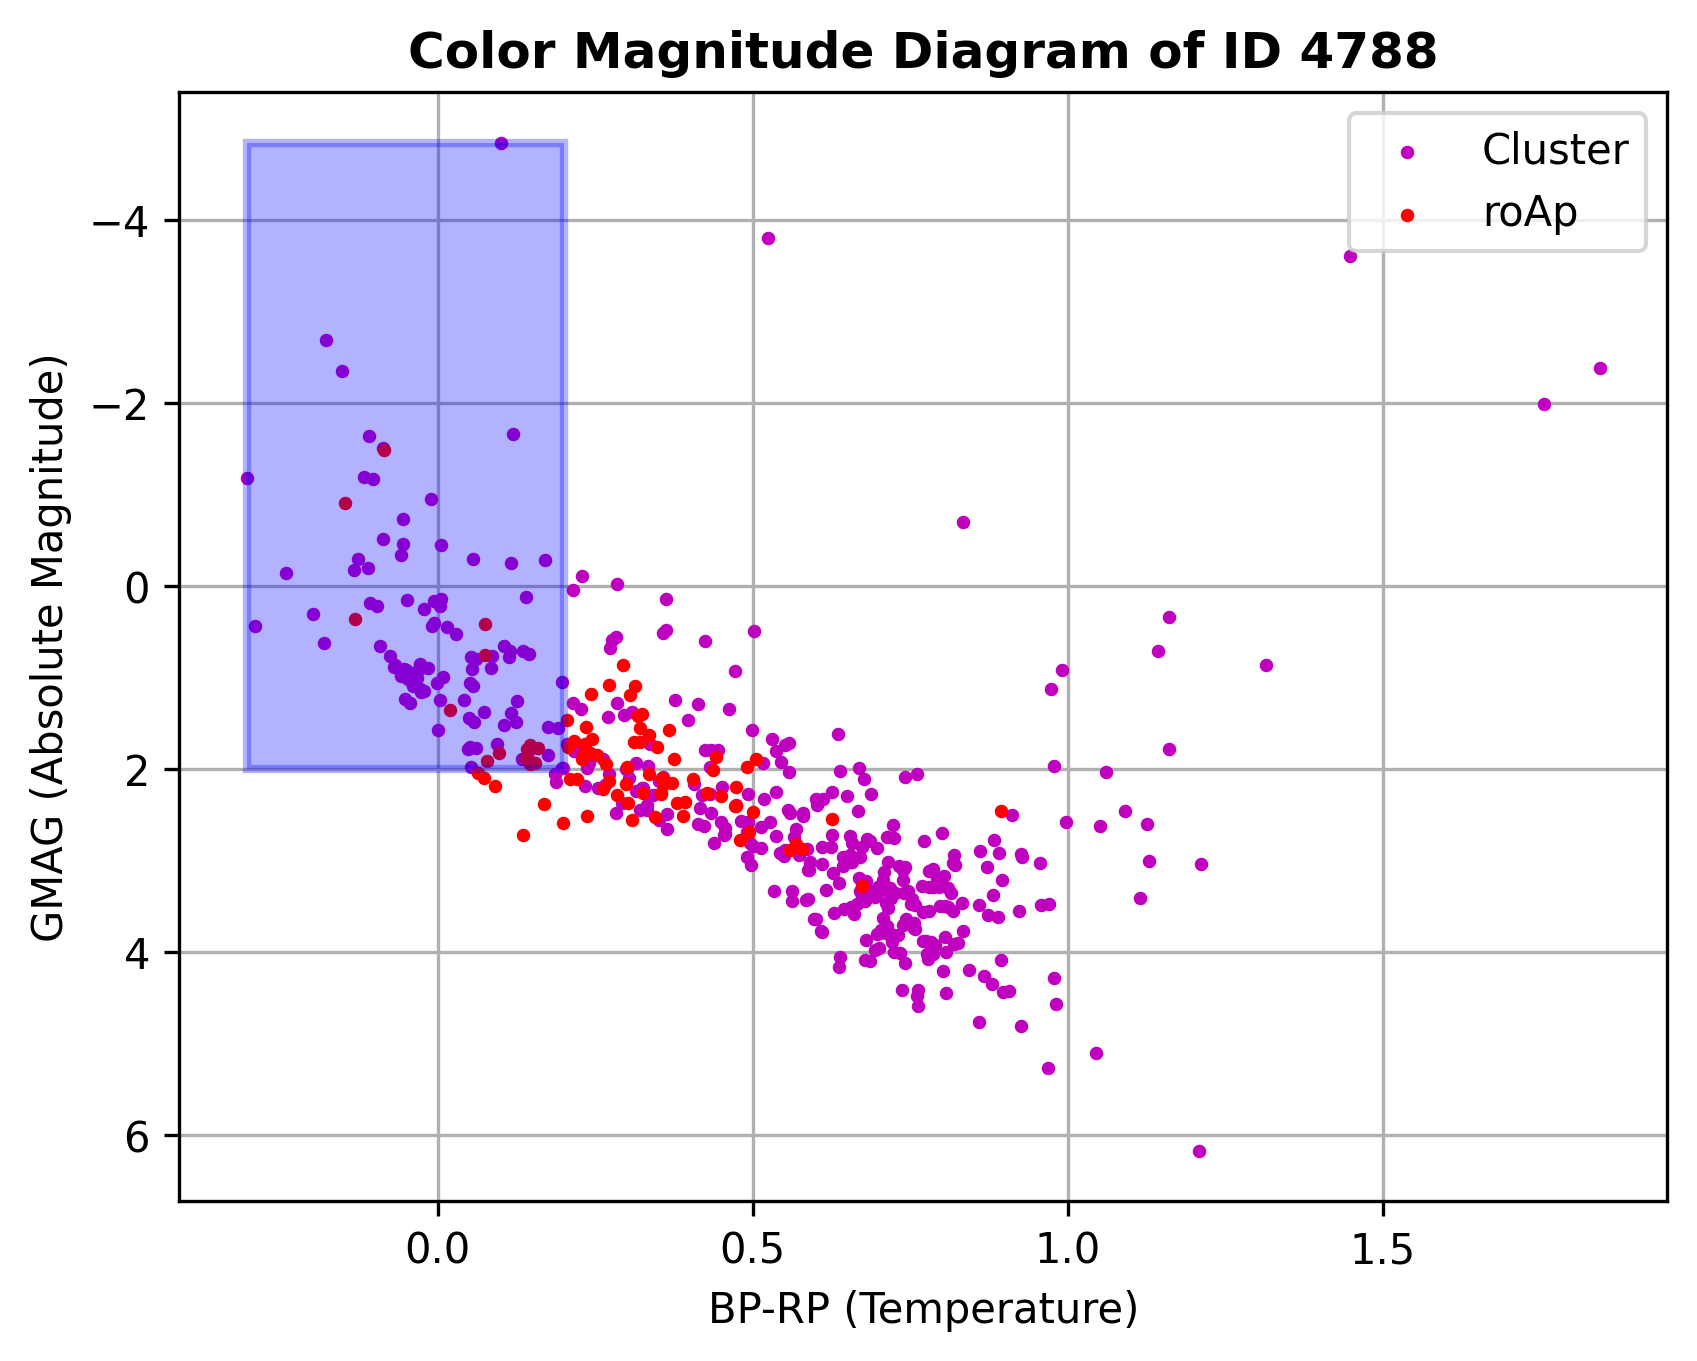 Color Magnitude Diagram of ID 4788
Cluster
roAp
GMAG (Absolute Magnitude)
−4
−2
0
2
4
6
0.0 0.5 1.0 1.5
BP-RP (Temperature)